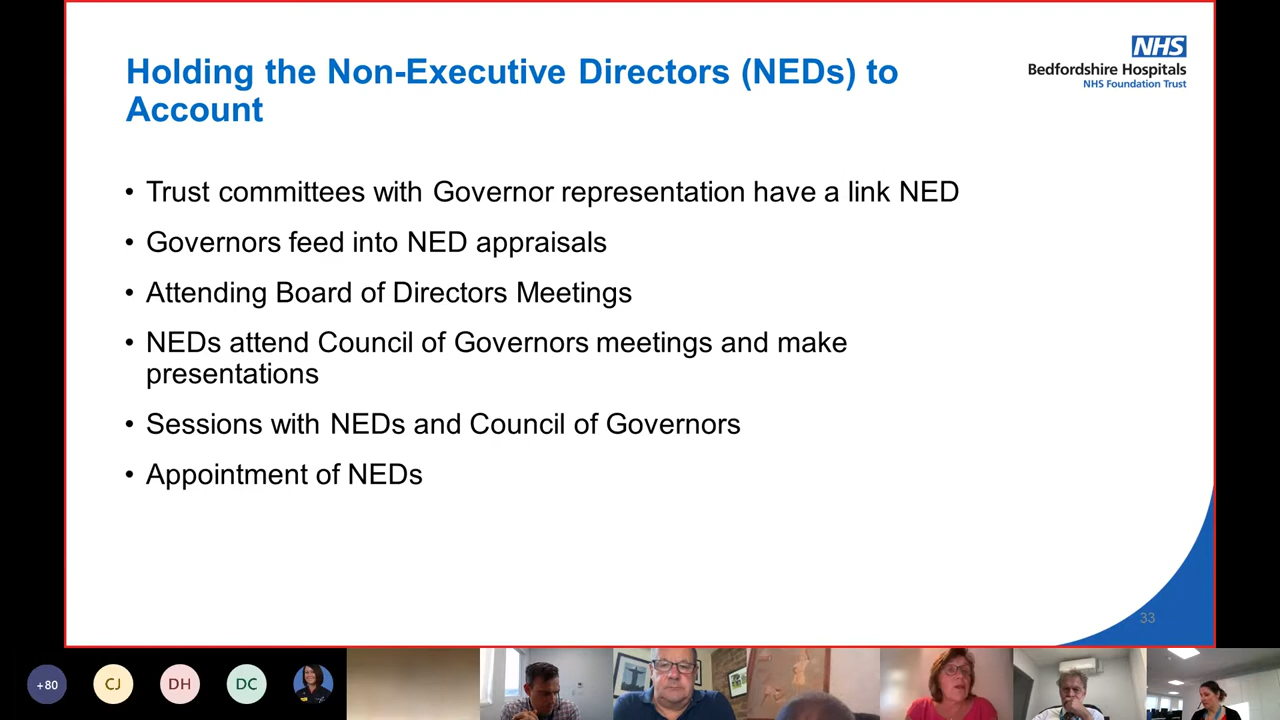 Holding the Non-Executive Directors (NEDs) to
Account
NHS
Bedfordshire Hospitals
NHS Foundation Trust
• Trust committees with Governor representation have a link NED
• Governors feed into NED appraisals
• Attending Board of Directors Meetings
• NEDs attend Council of Governors meetings and make
presentations
• Sessions with NEDs and Council of Governors
• Appointment of NEDs
33
+80
CJ
DH
DC